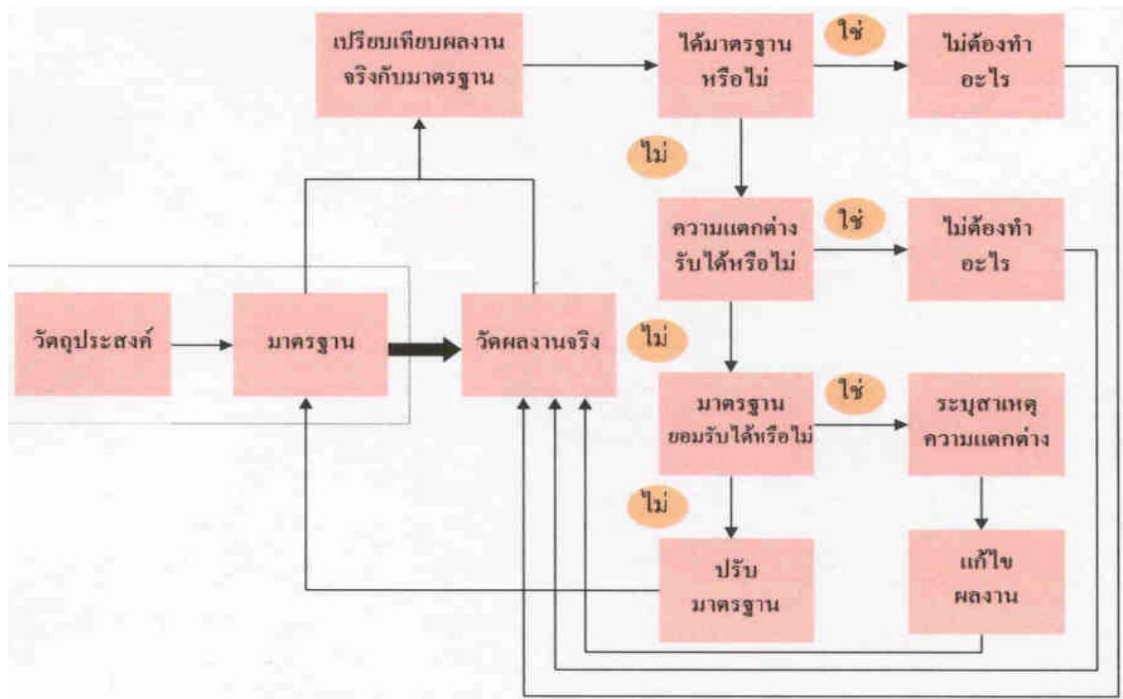 เปรียบเทียบผลงาน
จริงกับมาตรฐาน
ได้มาตรฐาน
หรือไม่
ใช่
ไม่ต้องทำ
อะไร
ไม่
ความแตกต่าง
รับได้หรือไม่
ใช่
ไม่ต้องทำ
อะไร
วัตถุประสงค์
มาตรฐาน
วัดผลงานจริง
ไม่
มาตรฐาน
ยอมรับได้หรือไม่
ใช่
ระบุสาเหตุ
ความแตกต่าง
ไม่
ปรับ
มาตรฐาน
แก้ไข
ผลงาน